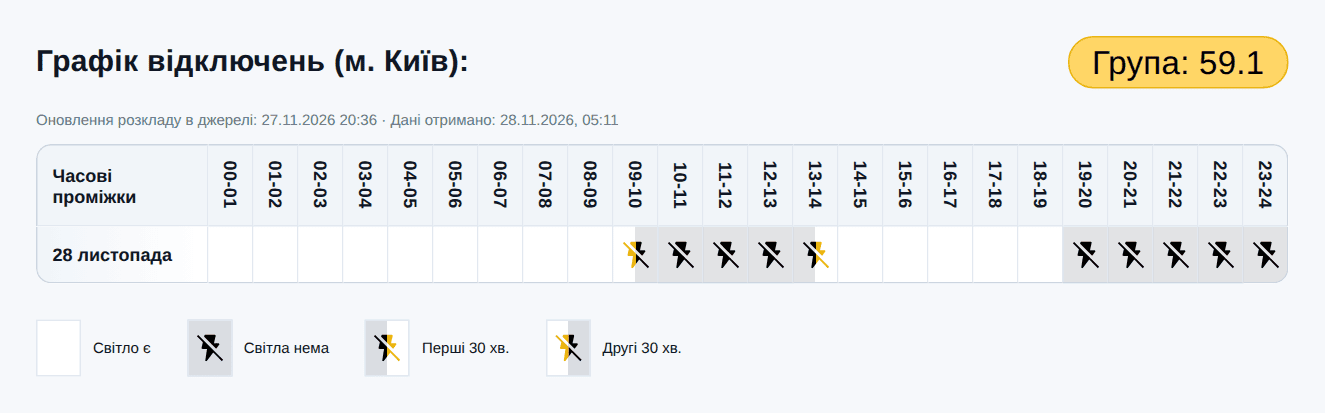 Графік відключень (м. Київ):
Група: 59.1
Оновлення розкладу в джерелі: 27.11.2026 20:36 · Дані отримано: 28.11.2026, 05:11
Часові проміжки 00-01 01-02 02-03 03-04 04-05 05-06 06-07 07-08 08-09 09-10 10-11 11-12 12-13 13-14 14-15 15-16 16-17 17-18 18-19 19-20 20-21 21-22 22-23 23-24
28 листопада
Світло є Світла нема Перші 30 хв. Другі 30 хв.